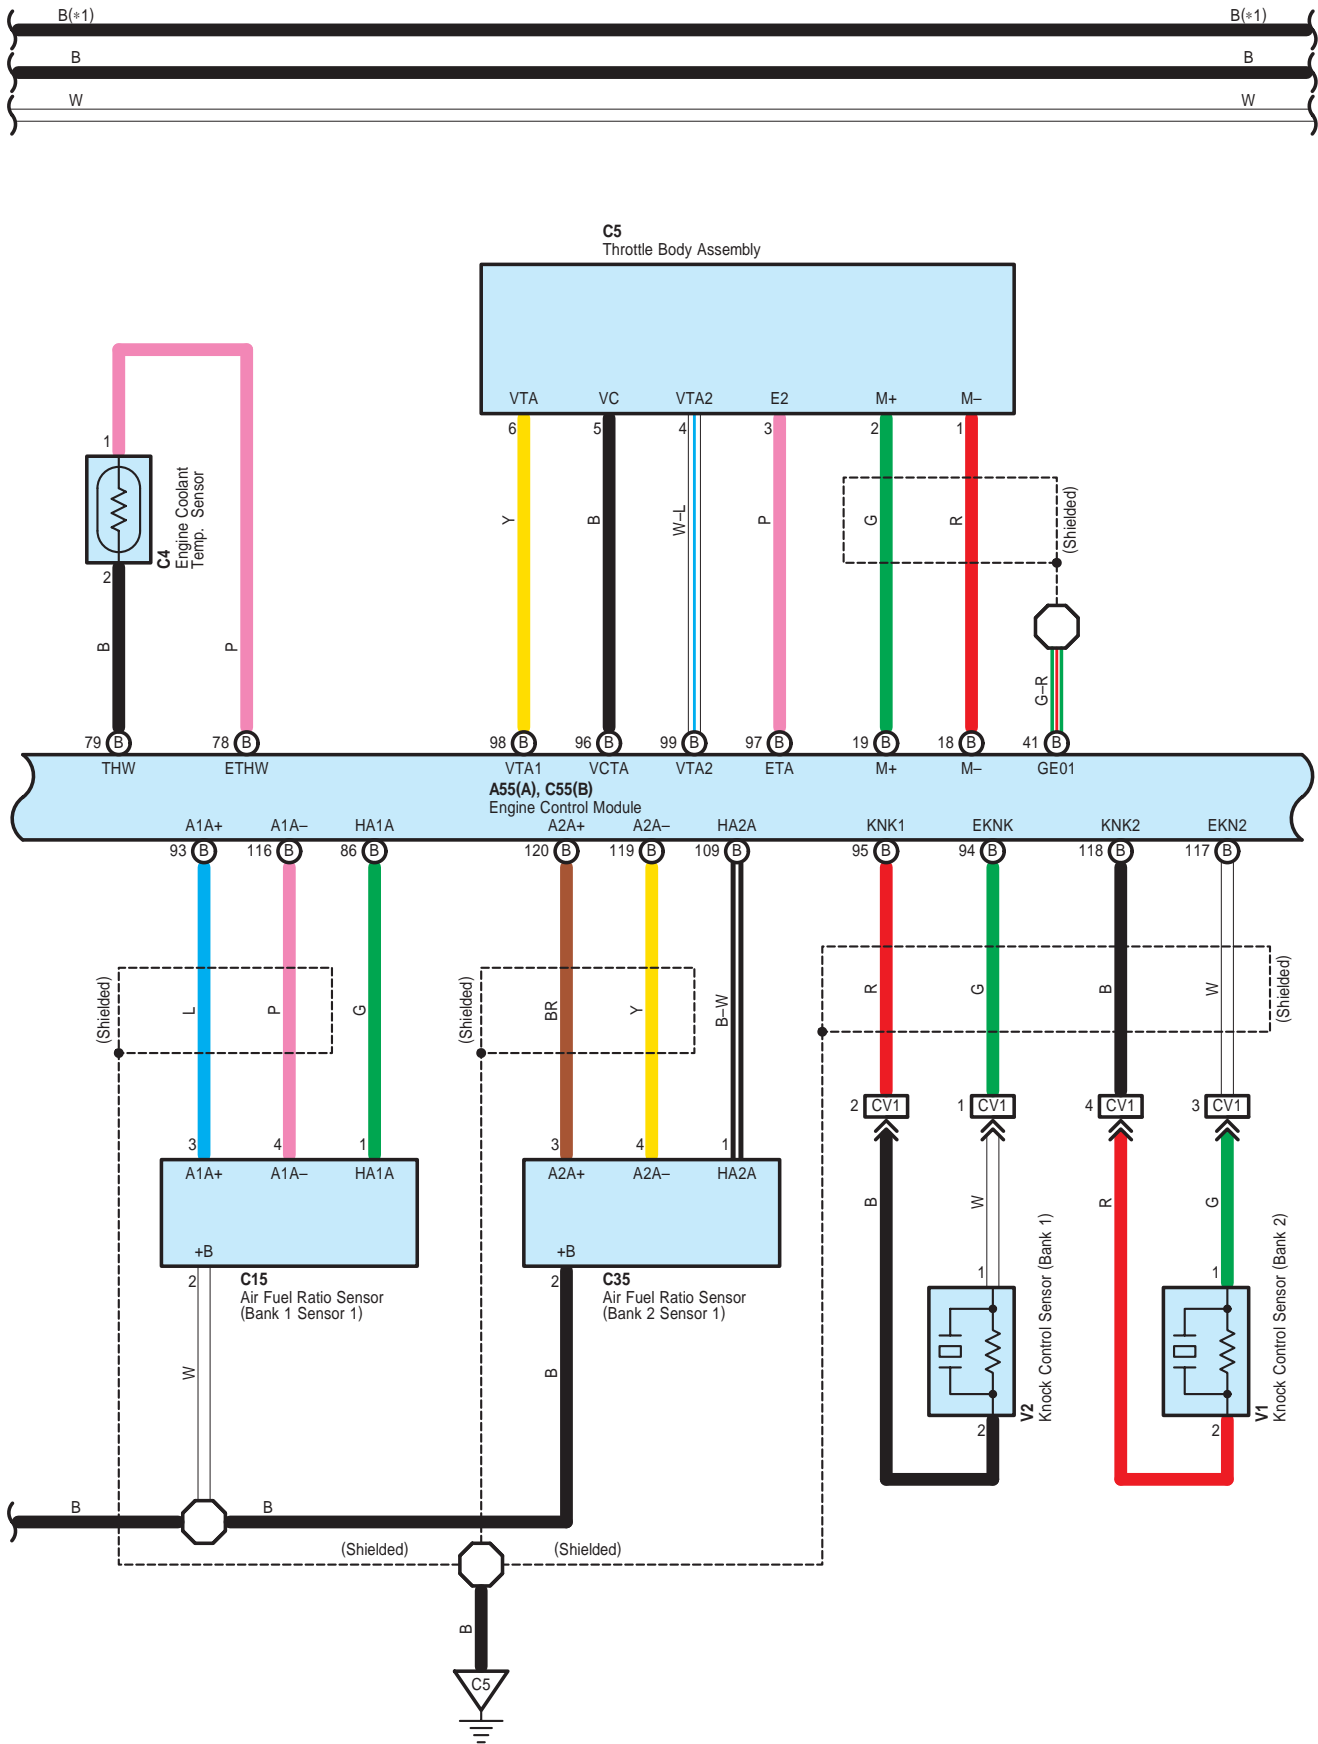 B(*1) B(*1)
B B
W W
C5
Throttle Body Assembly
VTA VC VTA2 E2 M+ M–
6 5 4 3 2 1
1
C4
Engine Coolant
Temp. Sensor
2
Y B W–L P G R (Shielded)
B P G–R
79 B 78 B 98 B 96 B 99 B 97 B 19 B 18 B 41 B
THW ETHW VTA1 VCTA VTA2 ETA M+ M– GE01
A55(A), C55(B)
Engine Control Module
A1A+ A1A– HA1A A2A+ A2A– HA2A KNK1 EKNK KNK2 EKN2
93 B 116 B 86 B 120 B 119 B 109 B 95 B 94 B 118 B 117 B
(Shielded) L P G (Shielded) BR Y B–W R G B W (Shielded)
2 CV1 1 CV1 4 CV1 3 CV1
3 4 1 3 4 1
A1A+ A1A– HA1A A2A+ A2A– HA2A
B W R G
+B +B
2 2 1 1
C15
Air Fuel Ratio Sensor
(Bank 1 Sensor 1)
C35
Air Fuel Ratio Sensor
(Bank 2 Sensor 1)
W B
V2
Knock Control Sensor (Bank 1)
V1
Knock Control Sensor (Bank 2)
2 2
B B
(Shielded) (Shielded)
B
C5